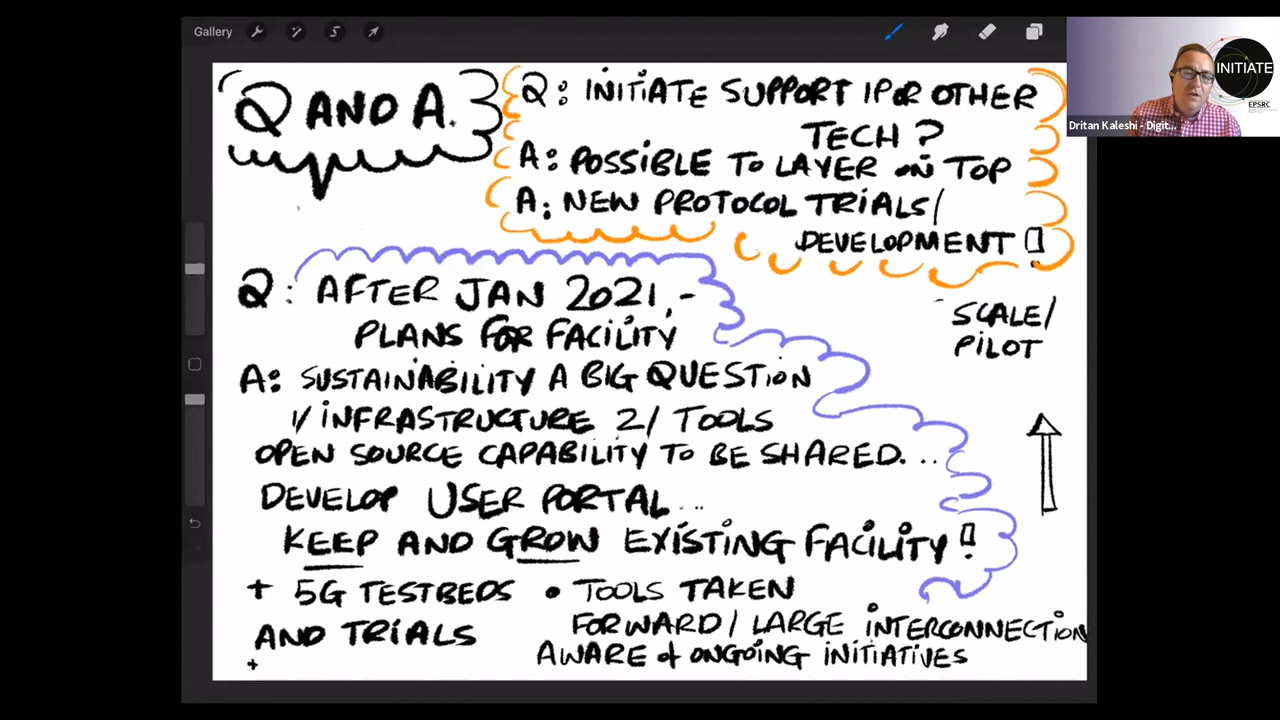 Gallery
INITIATE
EPSRC
Dritan Kaleshi - Digit...
Q AND A.
Q: INITIATE SUPPORT IP OR OTHER
TECH?
A: POSSIBLE TO LAYER ON TOP
A: NEW PROTOCOL TRIALS/
DEVELOPMENT!
Q: AFTER JAN 2021, -
PLANS FOR FACILITY
A: SUSTAINABILITY A BIG QUESTION
1/ INFRASTRUCTURE 2/ TOOLS
OPEN SOURCE CAPABILITY TO BE SHARED...
DEVELOP USER PORTAL...
KEEP AND GROW EXISTING FACILITY!
SCALE/
PILOT
+ 5G TESTBEDS
AND TRIALS
+
• TOOLS TAKEN
FORWARD / LARGE INTERCONNECTION
AWARE of ONGOING INITIATIVES